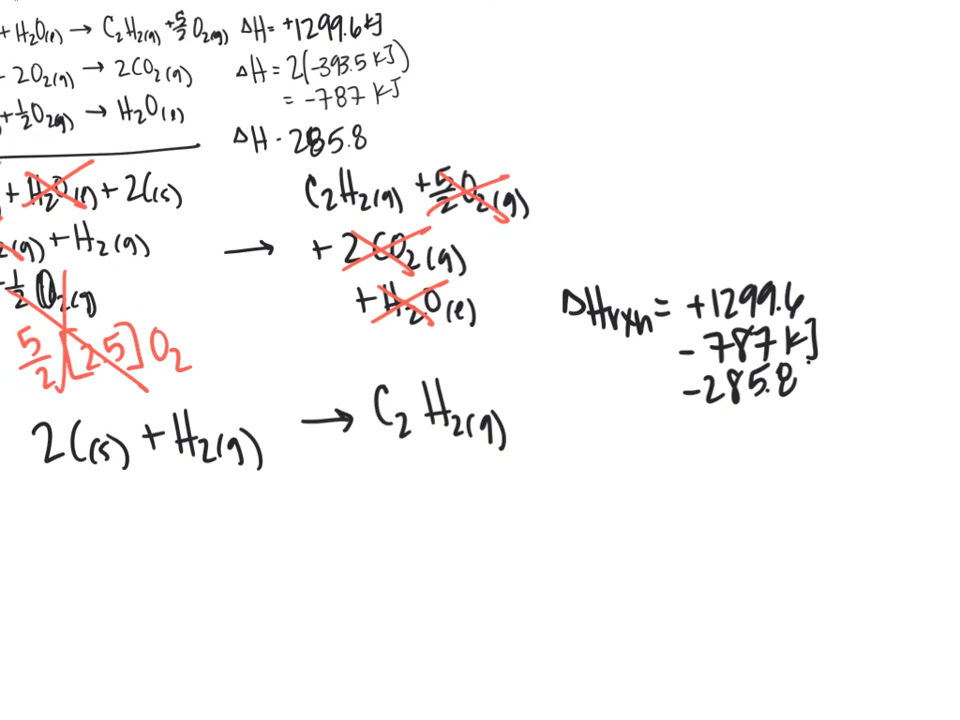 + H₂O(ℓ) → C₂H₂(g) + 5/2 O₂(g) ΔH = +1299.6 kJ
2O₂(g) → 2CO₂(g) ΔH = 2(-393.5 kJ)
= -787 kJ
+ 1/2 O₂(g) → H₂O(ℓ)
ΔH - 285.8
+ H₂O(l) + 2C(s) C₂H₂(g) + 5/2 O₂(g)
₂(g) + H₂(g) → + 2CO₂(g)
1/2 O₂(g) + H₂O(ℓ)
ΔHrxn = +1299.6
- 787 kJ
- 285.8
5/2 [2.5] O₂
2C(s) + H₂(g) → C₂H₂(g)